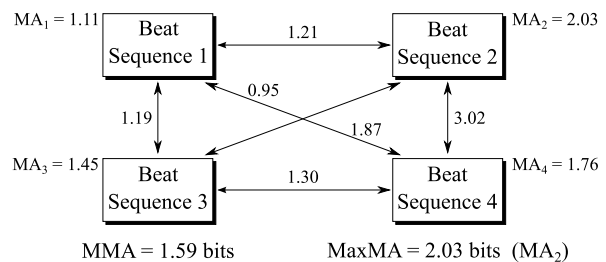 MA₁ = 1.11
Beat
Sequence 1
1.21
Beat
Sequence 2
MA₂ = 2.03
0.95
1.19
1.87
3.02
MA₃ = 1.45
Beat
Sequence 3
1.30
Beat
Sequence 4
MA₄ = 1.76
MMA = 1.59 bits
MaxMA = 2.03 bits (MA₂)